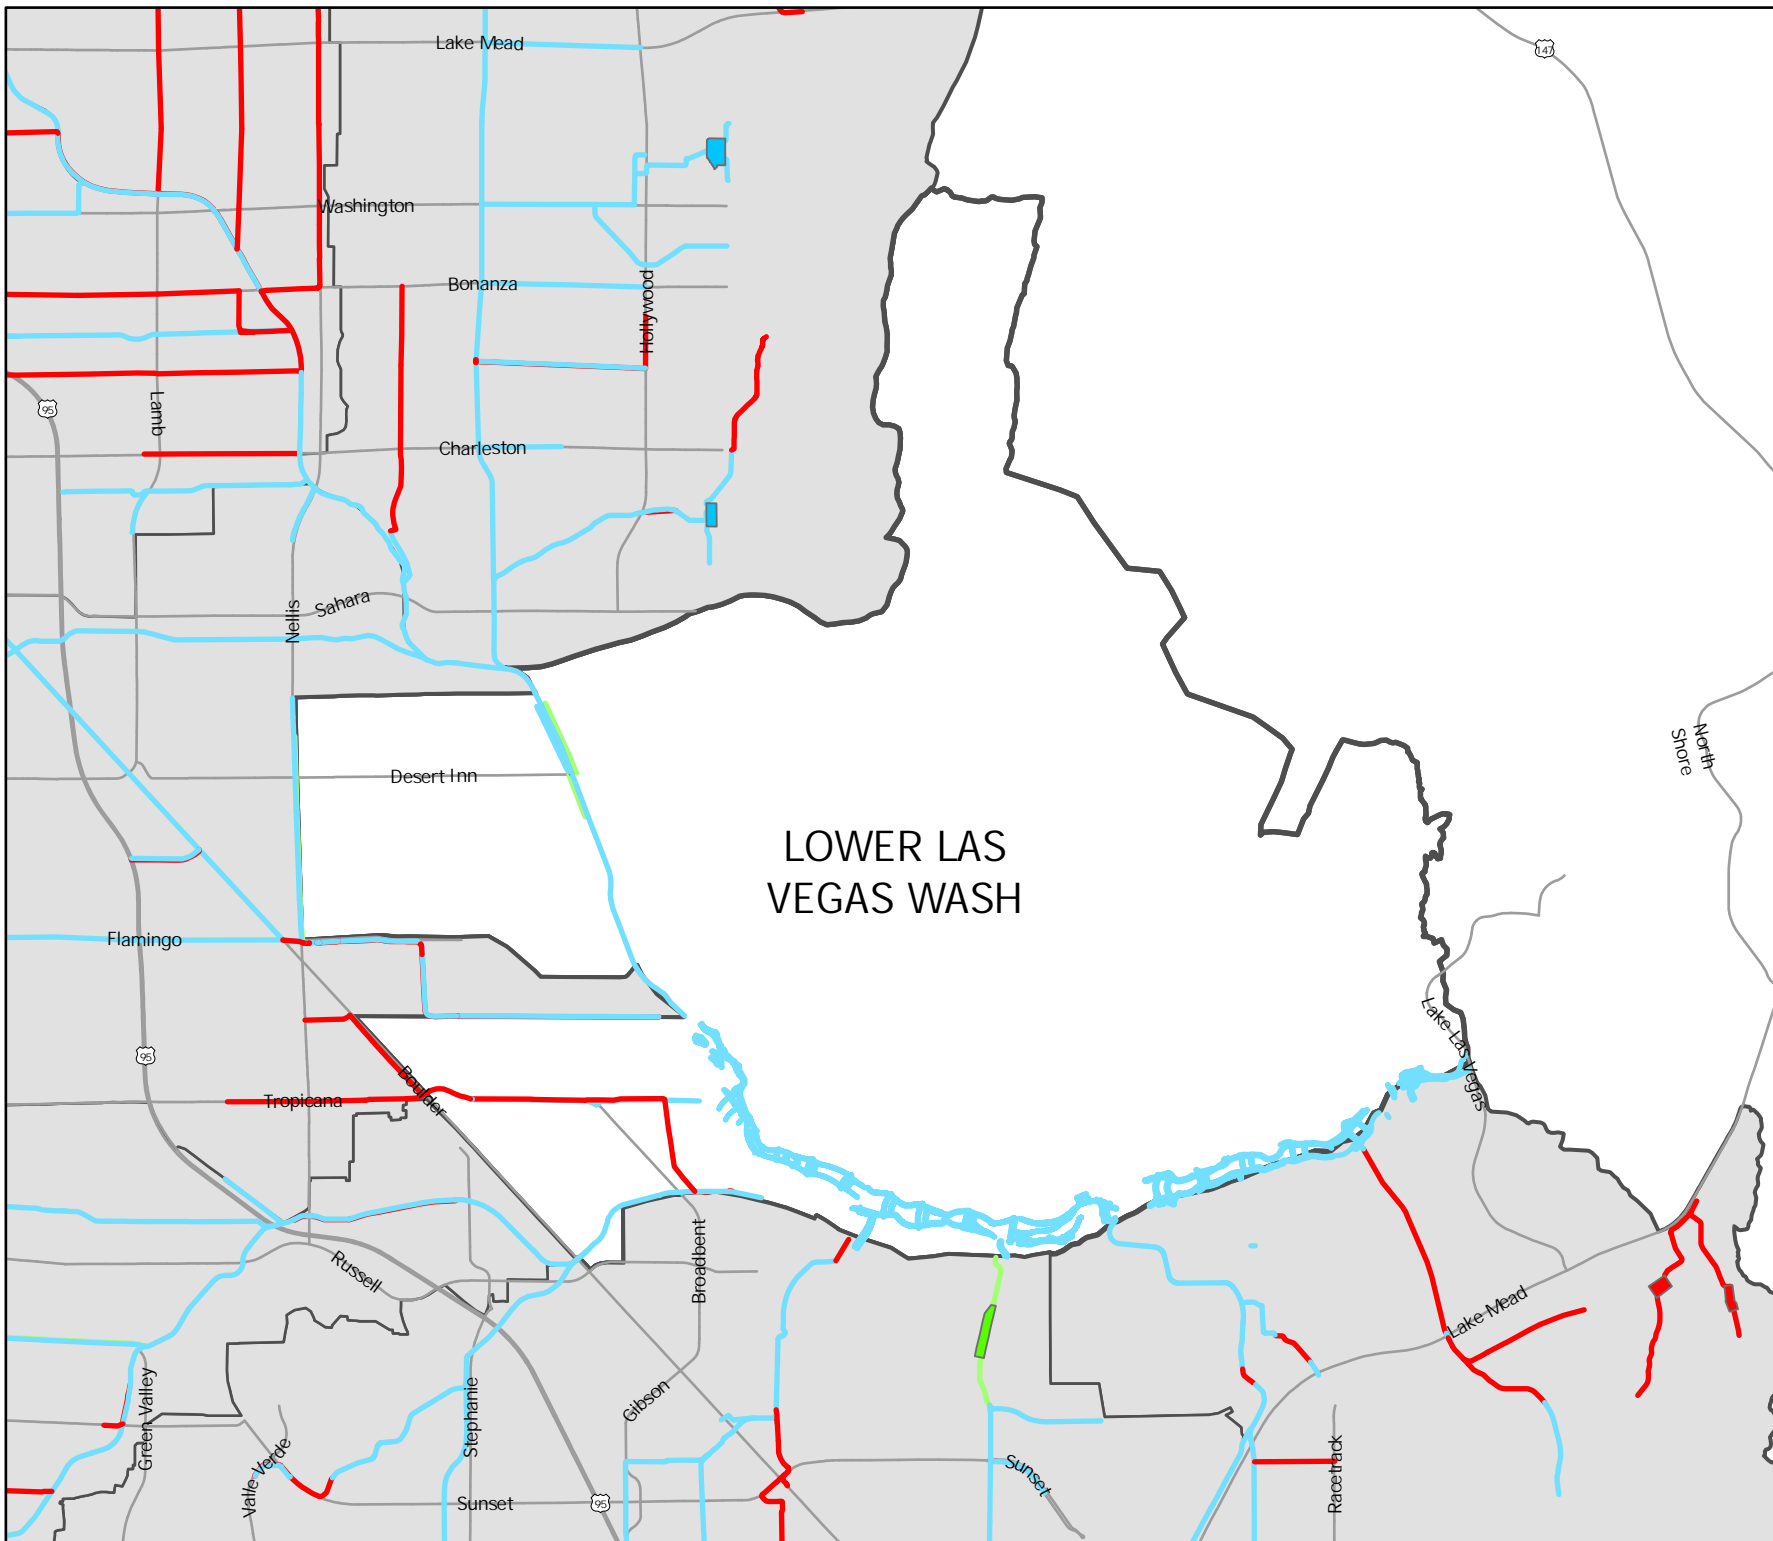 Lake Mead
147
Washington
Bonanza
Hollywood
95
Lamb
Charleston
Sahara
Nellis
North
Shore
Desert Inn
LOWER LAS
VEGAS WASH
Flamingo
Lake Las Vegas
95
Boulder
Tropicana
Russell
Broadbent
Lake Mead
Green Valley
Stephanie
Gibson
Valle Verde
Sunset
Racetrack
Sunset
95